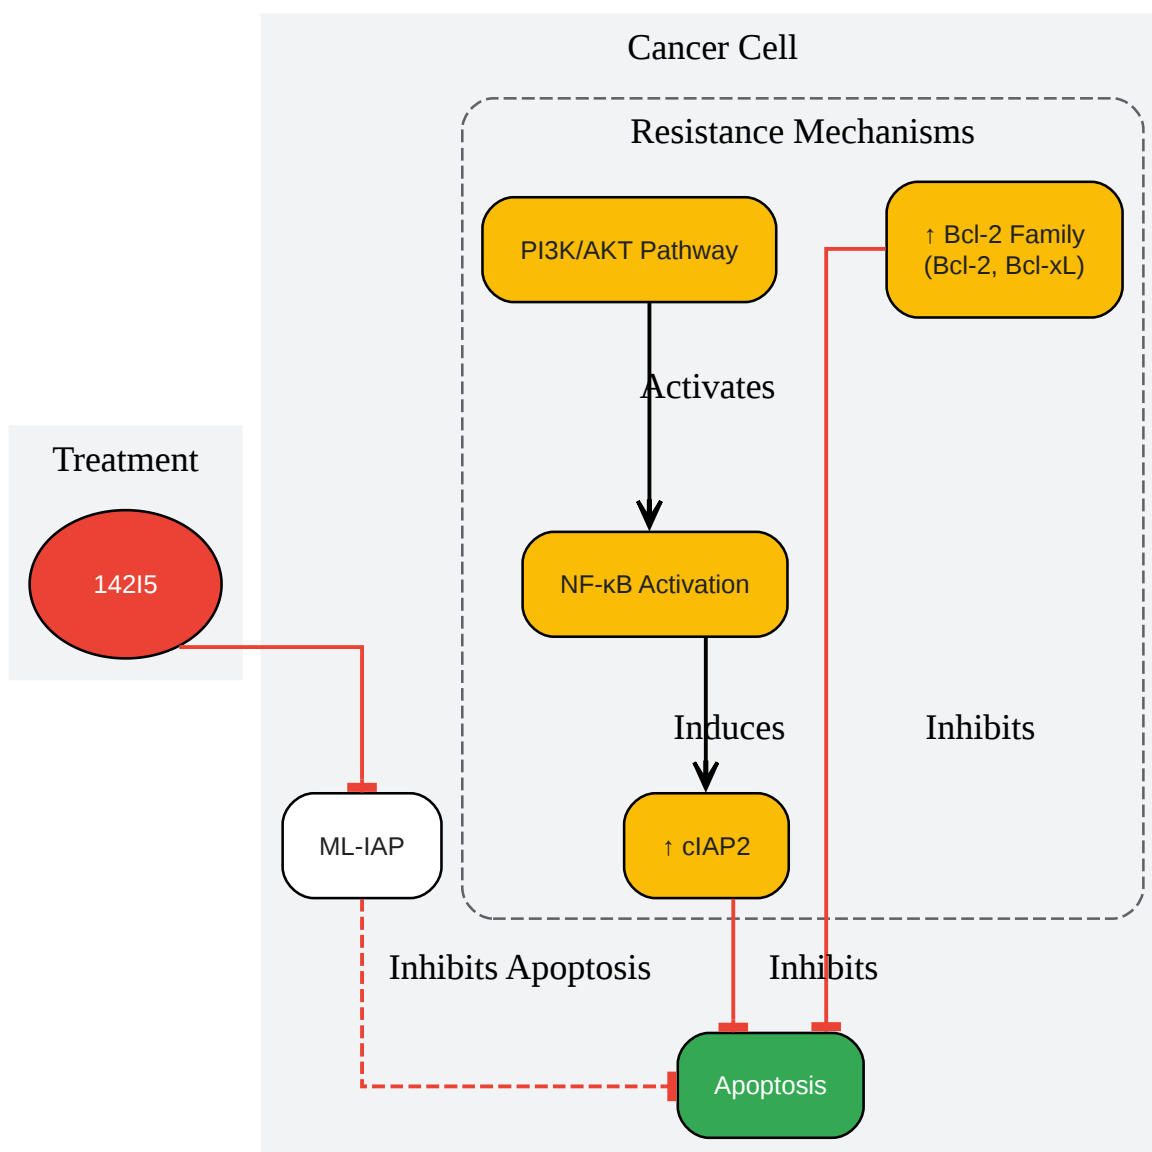 Cancer Cell
Resistance Mechanisms
PI3K/AKT Pathway
↑ Bcl-2 Family
(Bcl-2, Bcl-xL)
Activates
Treatment
142I5
NF-κB Activation
Induces
Inhibits
ML-IAP
↑ cIAP2
Inhibits Apoptosis
Inhibits
Apoptosis